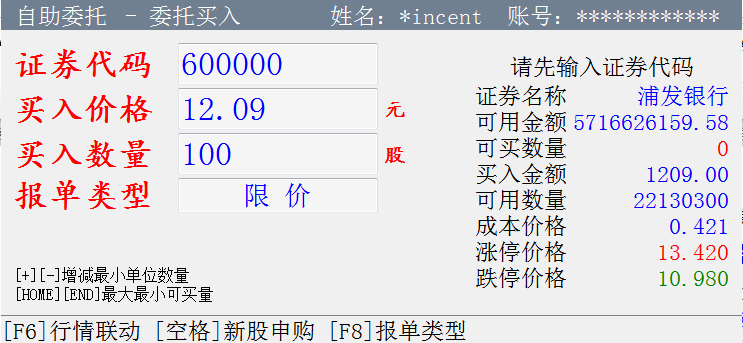 自助委托 - 委托买入 姓名: *incent 账号: ************
证券代码 600000
买入价格 12.09 元
买入数量 100 股
报单类型 限 价
请先输入证券代码
证券名称 浦发银行
可用金额 5716626159.58
可买数量 0
买入金额 1209.00
可用数量 22130300
成本价格 0.421
涨停价格 13.420
跌停价格 10.980
[+][-]增减最小单位数量
[HOME][END]最大最小可买量
[F6]行情联动 [空格]新股申购 [F8]报单类型